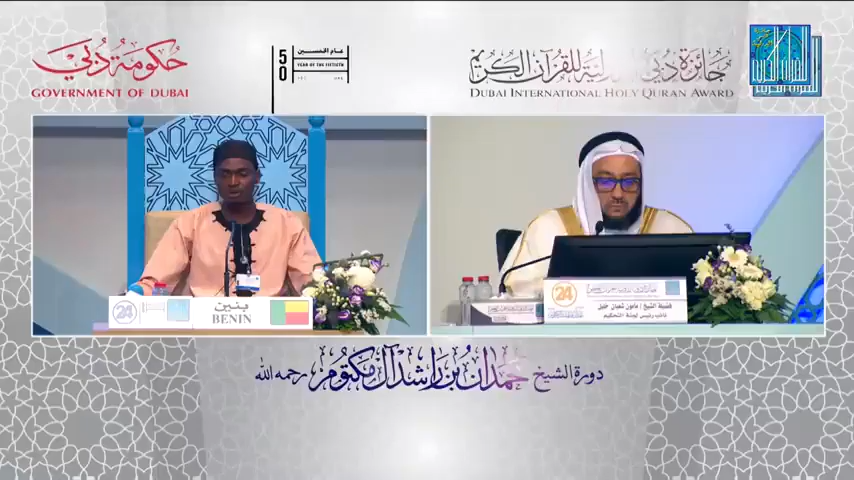 حكومة دبي
GOVERNMENT OF DUBAI
50
عام الخمسين
YEAR OF THE FIFTIETH
جائزة دبي الدولية للقرآن الكريم
DUBAI INTERNATIONAL HOLY QURAN AWARD
24
بنين
BENIN
24
فضيلة الشيخ / مأمون شعبان خليل
نائب رئيس لجنة التحكيم
دورة الشيخ حمدان بن راشد آل مكتوم رحمه الله